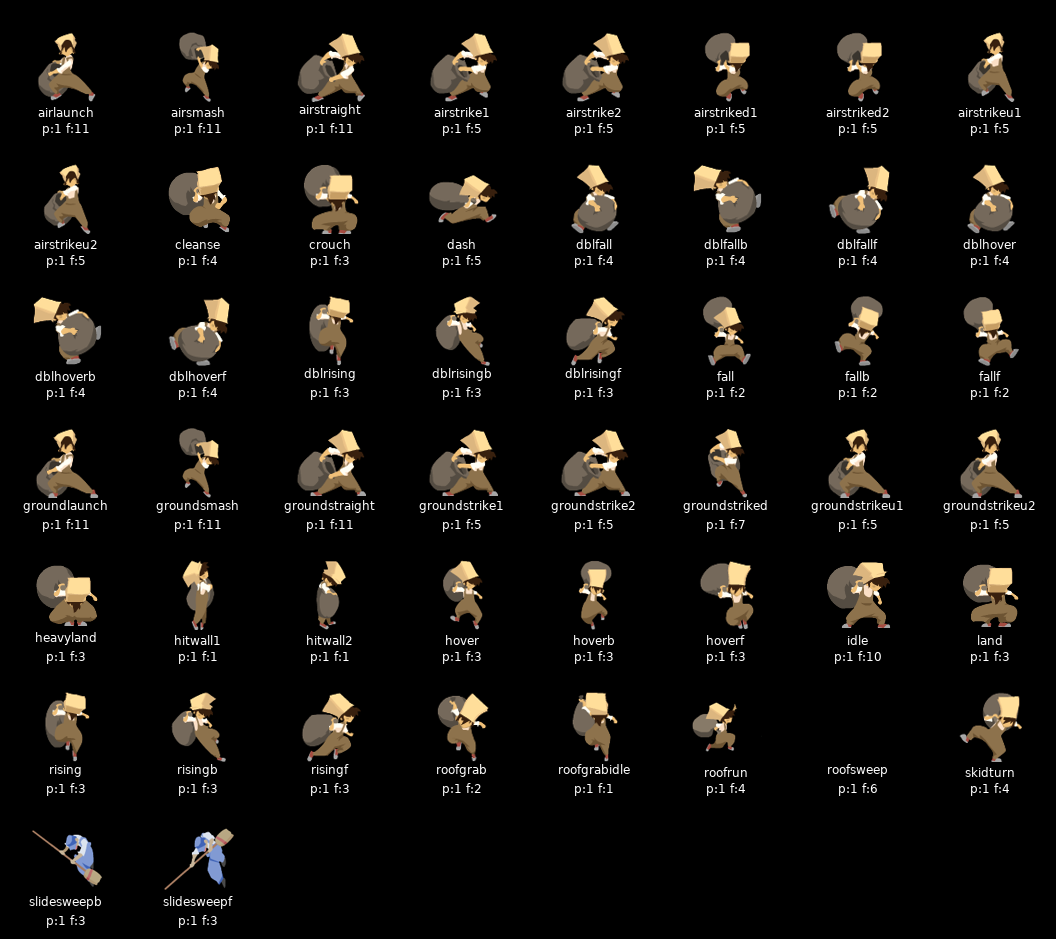 airlaunch airsmash airstraight airstrike1 airstrike2 airstriked1 airstriked2 airstrikeu1
p:1 f:11 p:1 f:11 p:1 f:11 p:1 f:5 p:1 f:5 p:1 f:5 p:1 f:5 p:1 f:5
airstrikeu2 cleanse crouch dash dblfall dblfallb dblfallf dblhover
p:1 f:5 p:1 f:4 p:1 f:3 p:1 f:5 p:1 f:4 p:1 f:4 p:1 f:4 p:1 f:4
dblhoverb dblhoverf dblrising dblrisingb dblrisingf fall fallb fallf
p:1 f:4 p:1 f:4 p:1 f:3 p:1 f:3 p:1 f:3 p:1 f:2 p:1 f:2 p:1 f:2
groundlaunch groundsmash groundstraight groundstrike1 groundstrike2 groundstriked groundstrikeu1 groundstrikeu2
p:1 f:11 p:1 f:11 p:1 f:11 p:1 f:5 p:1 f:5 p:1 f:7 p:1 f:5 p:1 f:5
heavyland hitwall1 hitwall2 hover hoverb hoverf idle land
p:1 f:3 p:1 f:1 p:1 f:1 p:1 f:3 p:1 f:3 p:1 f:3 p:1 f:10 p:1 f:3
rising risingb risingf roofgrab roofgrabidle roofrun roofsweep skidturn
p:1 f:3 p:1 f:3 p:1 f:3 p:1 f:2 p:1 f:1 p:1 f:4 p:1 f:6 p:1 f:4
slidesweepb slidesweepf
p:1 f:3 p:1 f:3